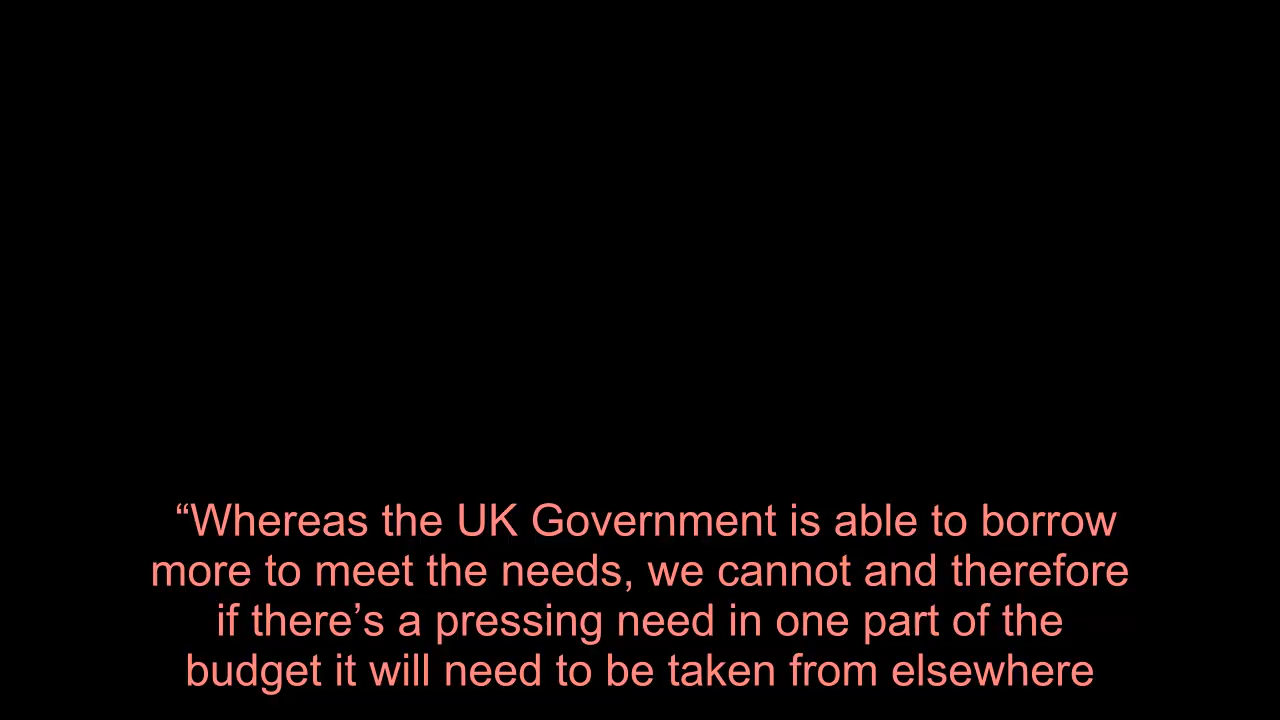 “Whereas the UK Government is able to borrow
more to meet the needs, we cannot and therefore
if there’s a pressing need in one part of the
budget it will need to be taken from elsewhere